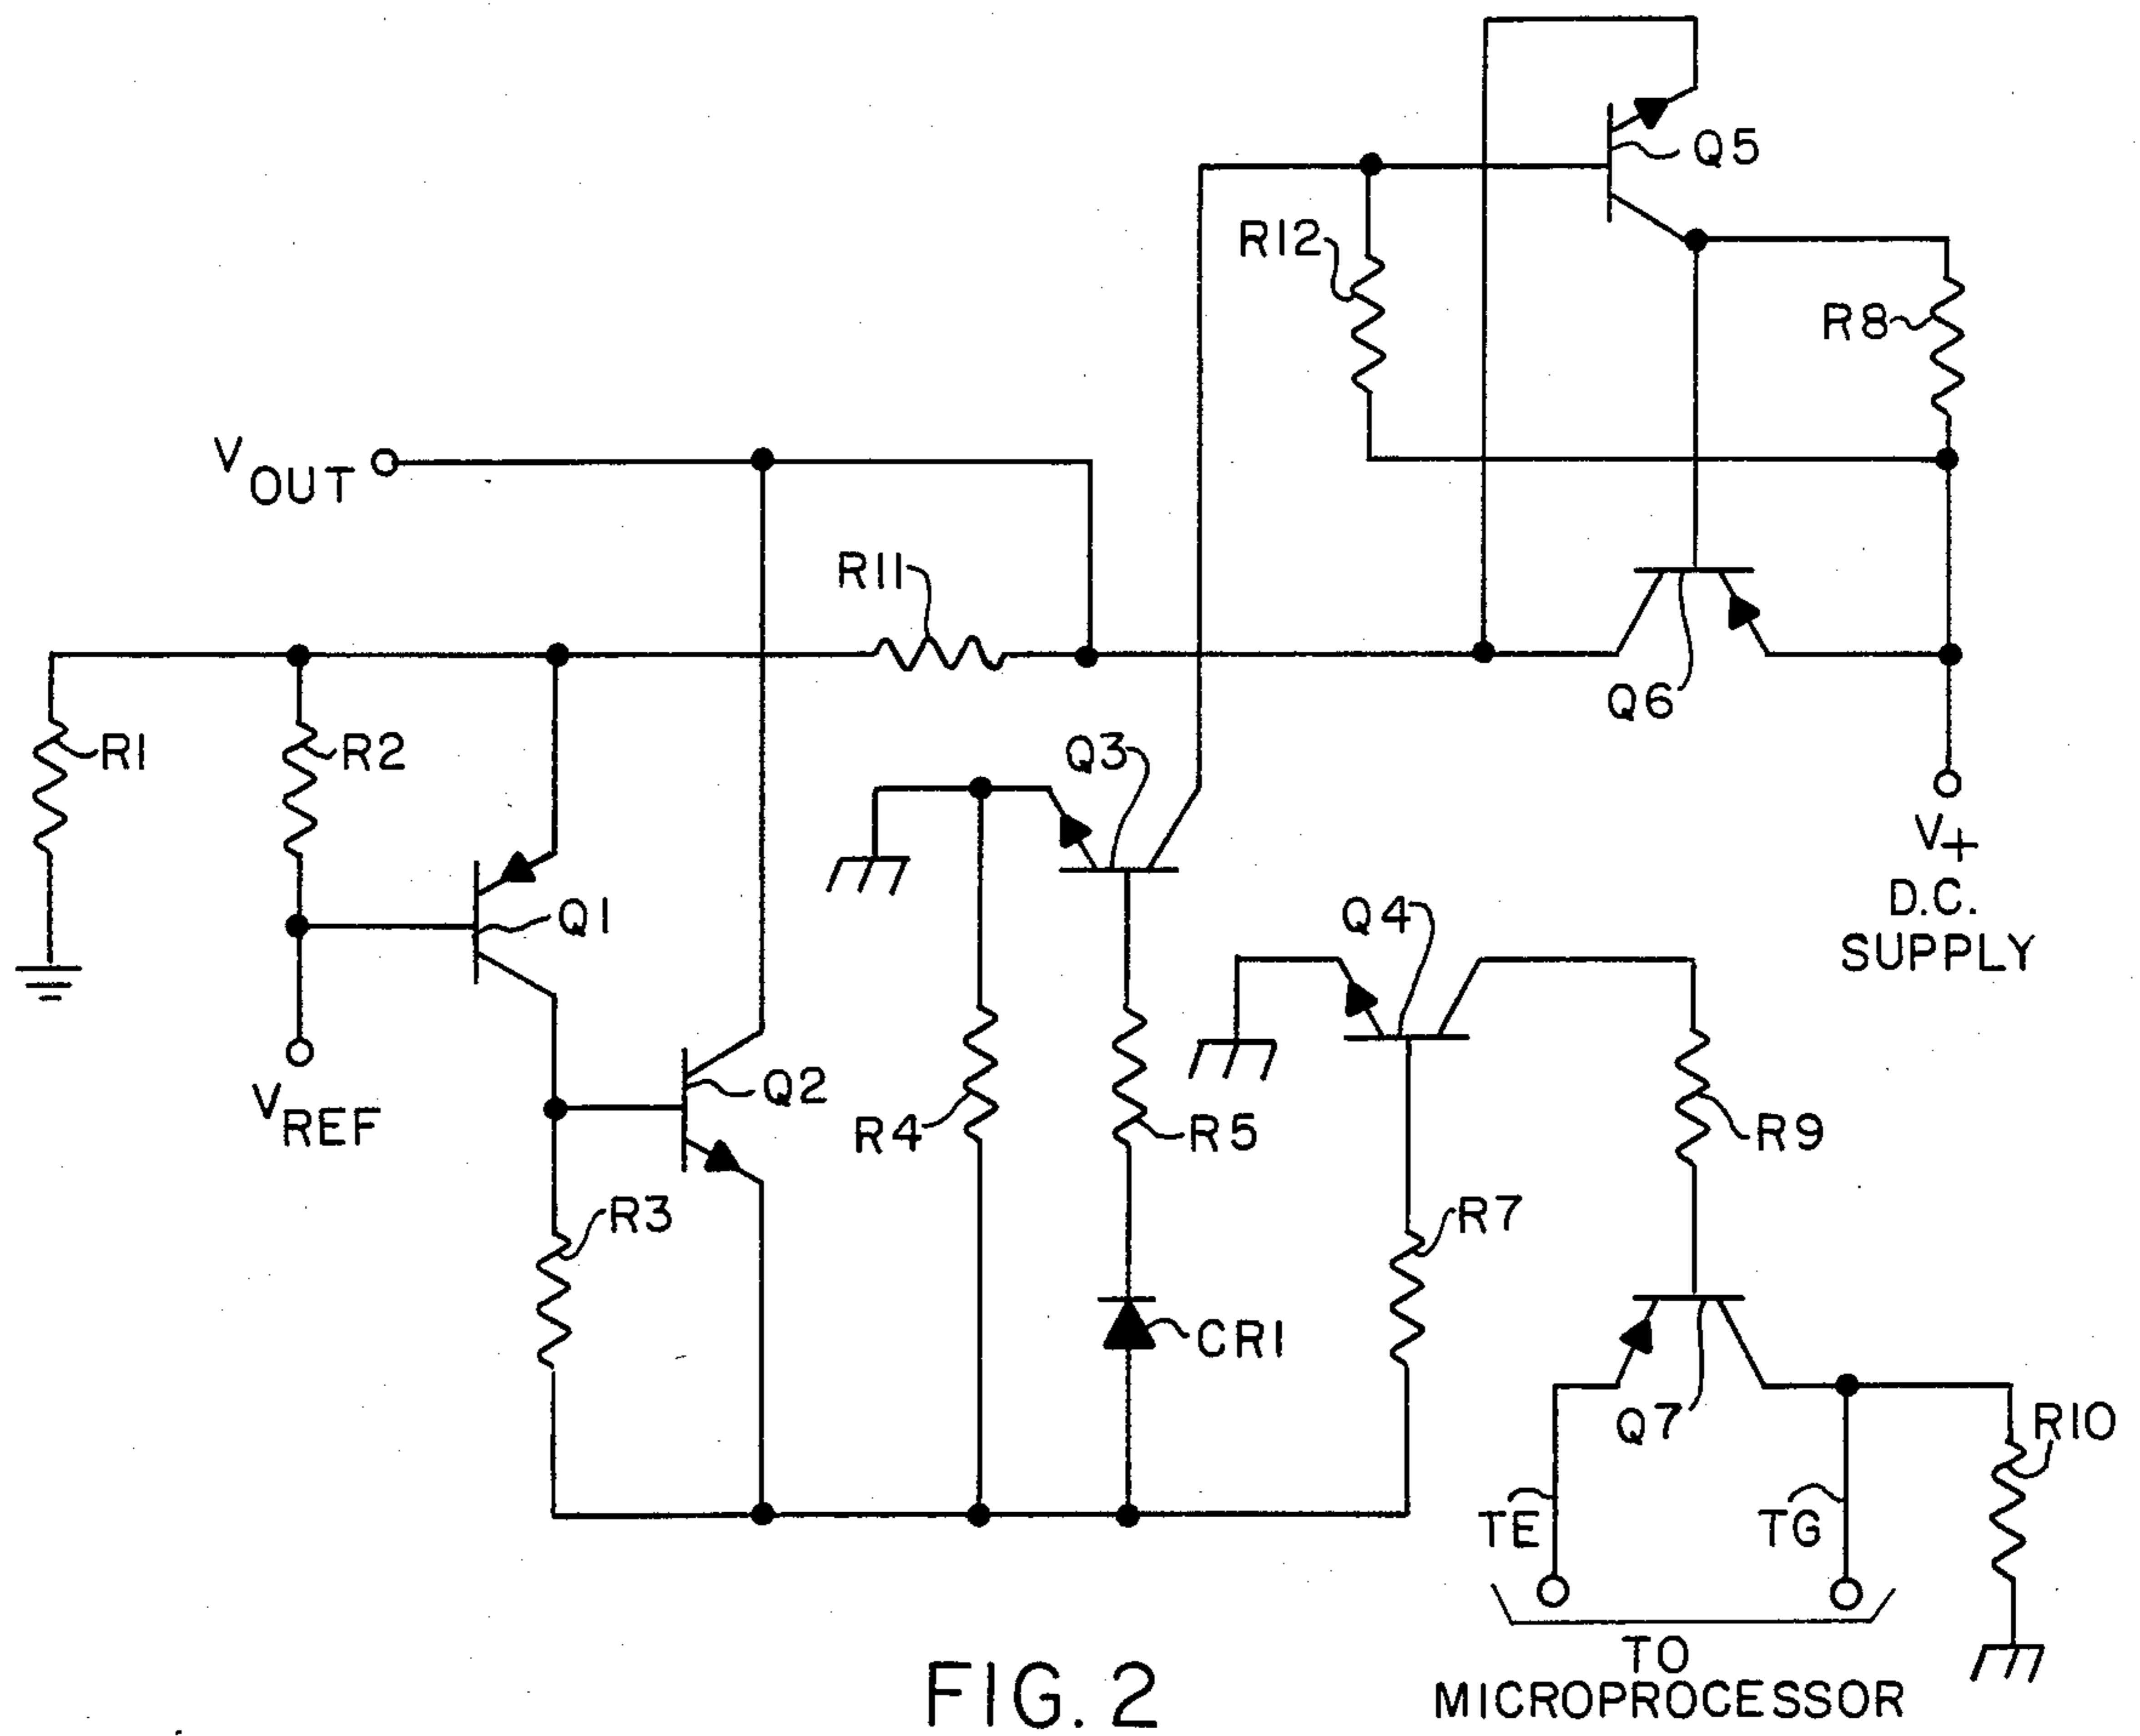 Q5
R12
R8
V OUT
R11
Q6
R1
R2
Q3
V+
D.C.
SUPPLY
Q1
Q4
VREF
Q2
R4
R5
R9
R3
R7
CR1
Q7
R10
TE
TG
TO
MICROPROCESSOR
FIG. 2